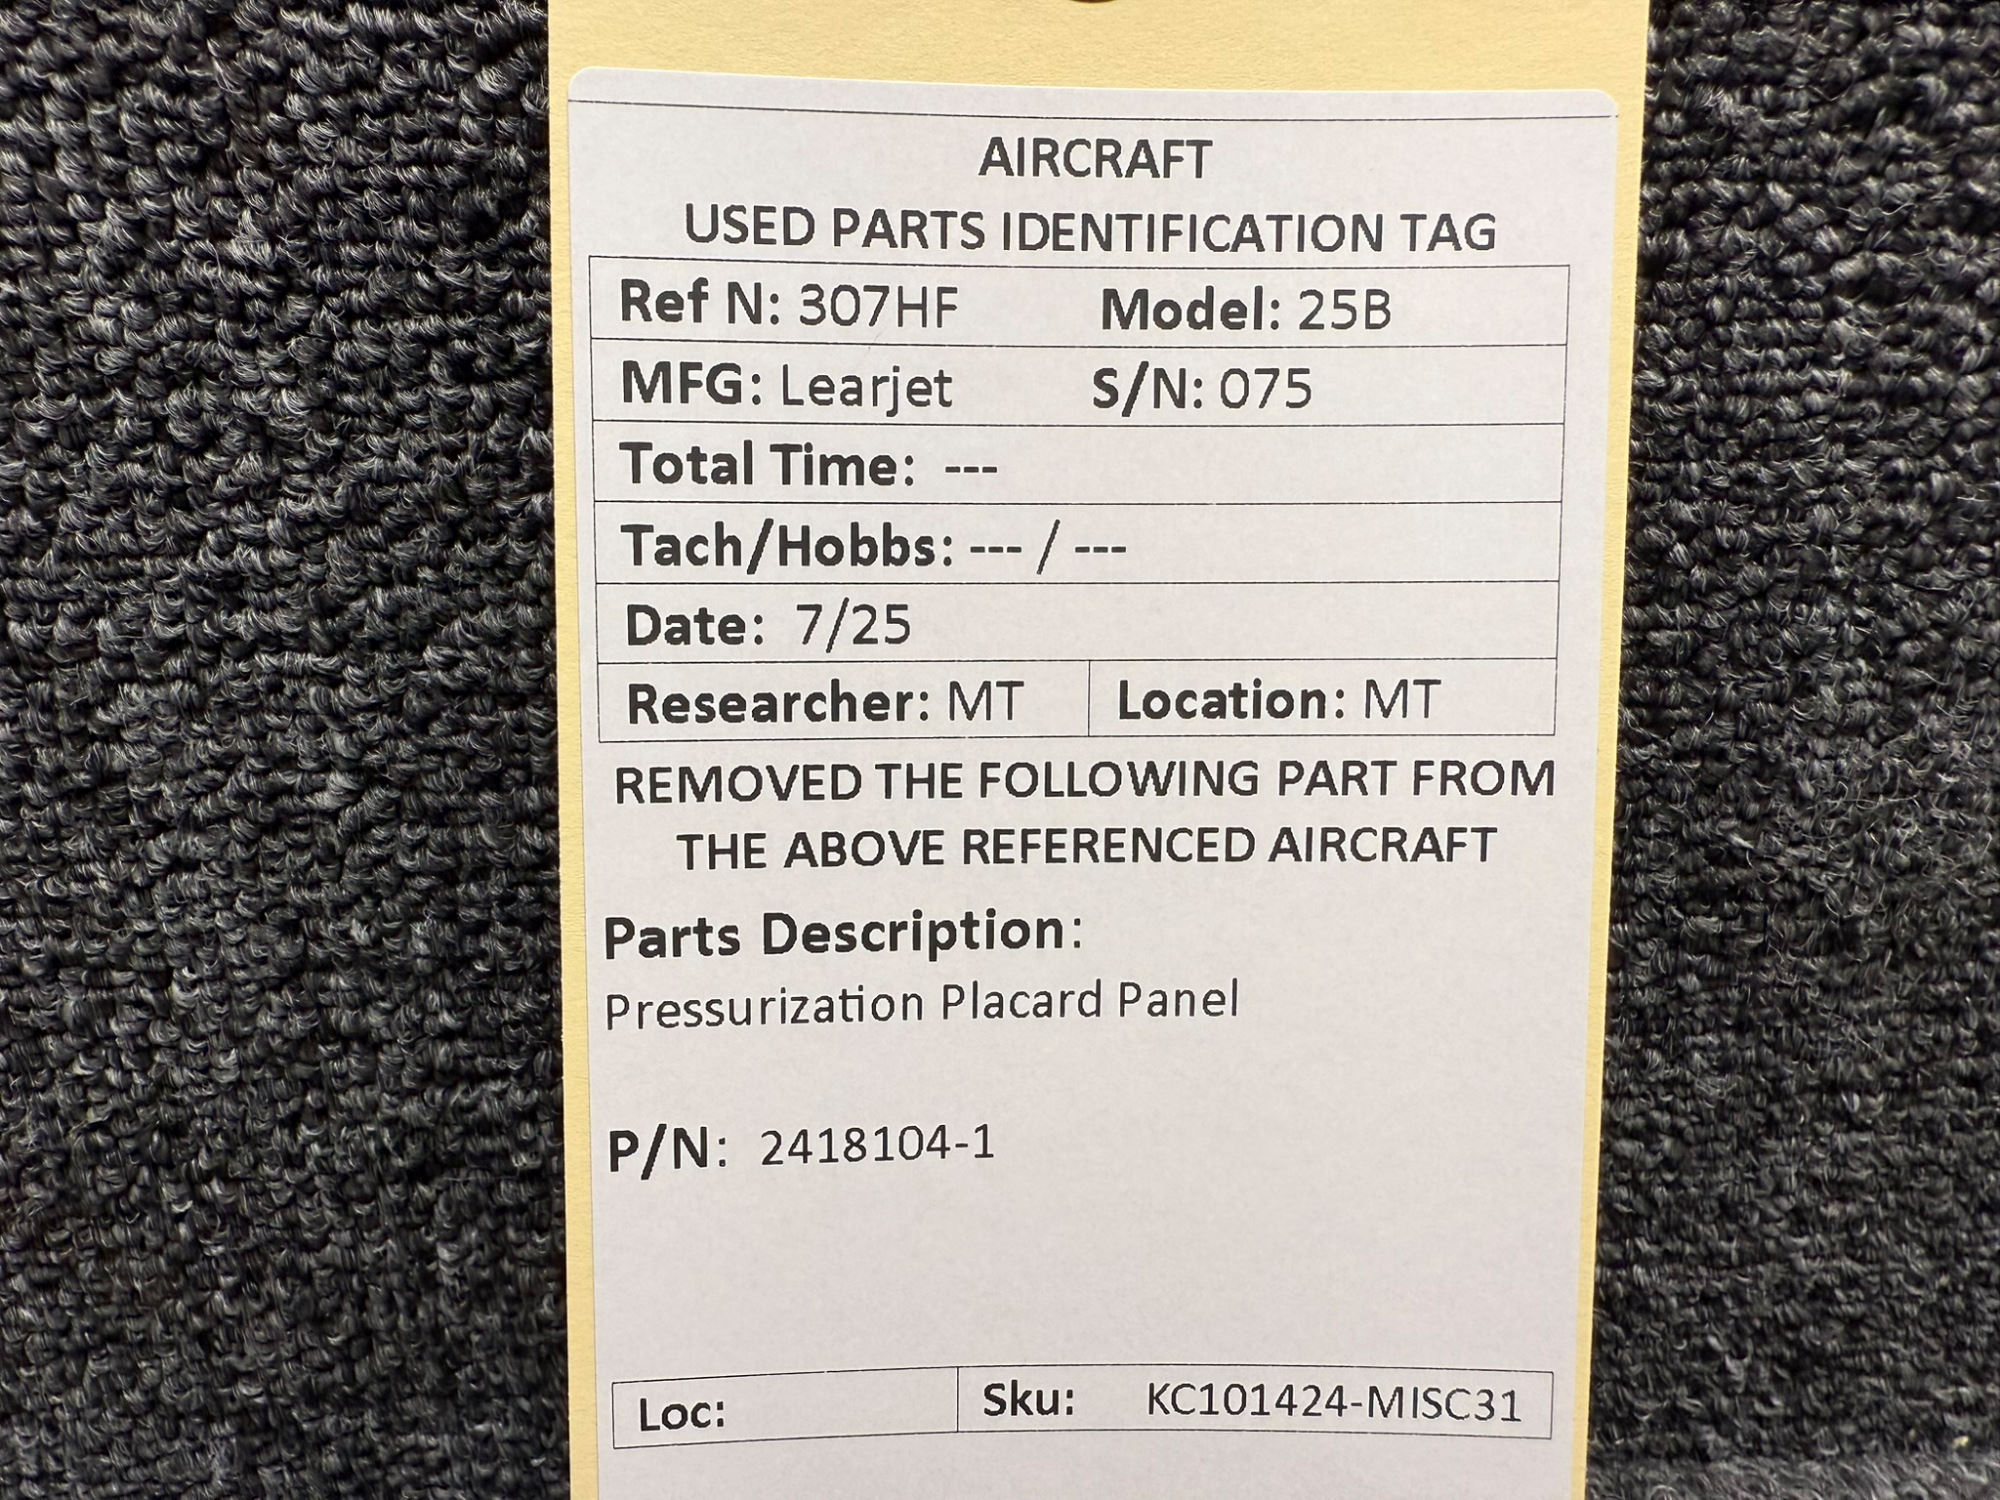 AIRCRAFT
USED PARTS IDENTIFICATION TAG
Ref N: 307HF Model: 25B
MFG: Learjet S/N: 075
Total Time: ---
Tach/Hobbs: --- / ---
Date: 7/25
Researcher: MT Location: MT
REMOVED THE FOLLOWING PART FROM
THE ABOVE REFERENCED AIRCRAFT
Parts Description:
Pressurization Placard Panel
P/N: 2418104-1
Loc: Sku: KC101424-MISC31